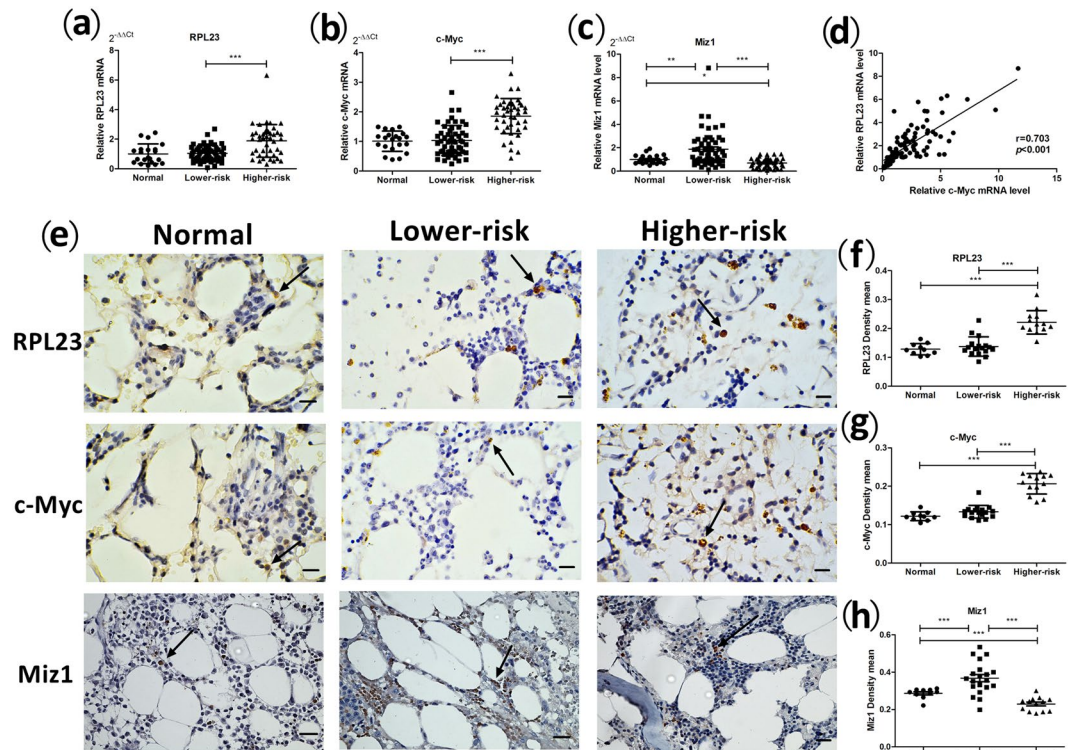 (a)
2^-ΔΔCt
RPL23
***
Relative RPL23 mRNA
8
6
4
2
0
Normal Lower-risk Higher-risk
(b)
2^-ΔΔCt
c-Myc
***
Relative c-Myc mRNA
4
3
2
1
0
Normal Lower-risk Higher-risk
(c)
2^-ΔΔCt
Miz1
** ***
*
Relative Miz1 mRNA level
10
8
6
4
2
0
Normal Lower-risk Higher-risk
(d)
Relative RPL23 mRNA level
10
8
6
4
2
0
r=0.703
p<0.001
0 5 10 15
Relative c-Myc mRNA level
(e)
Normal Lower-risk Higher-risk
RPL23
c-Myc
Miz1
(f)
RPL23
***
***
RPL23 Density mean
0.4
0.3
0.2
0.1
0.0
Normal Lower-risk Higher-risk
(g)
c-Myc
***
***
c-Myc Density mean
0.3
0.2
0.1
0.0
Normal Lower-risk Higher-risk
(h)
Miz1
*** ***
***
Miz1 Density mean
0.6
0.4
0.2
0.0